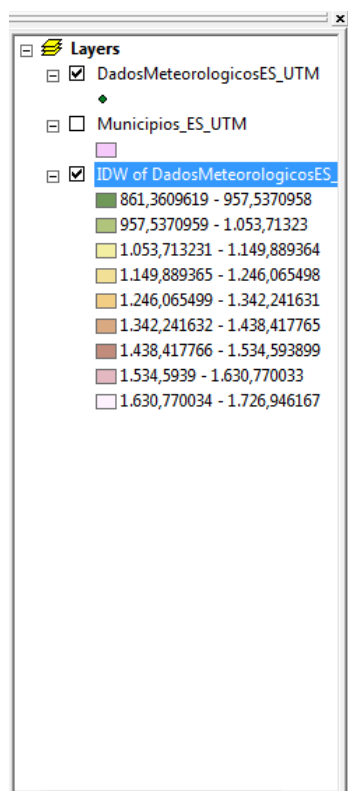 Layers
DadosMeteorologicosES_UTM
Municipios_ES_UTM
IDW of DadosMeteorologicosES_
861,3609619 - 957,5370958
957,5370959 - 1.053,71323
1.053,713231 - 1.149,889364
1.149,889365 - 1.246,065498
1.246,065499 - 1.342,241631
1.342,241632 - 1.438,417765
1.438,417766 - 1.534,593899
1.534,5939 - 1.630,770033
1.630,770034 - 1.726,946167